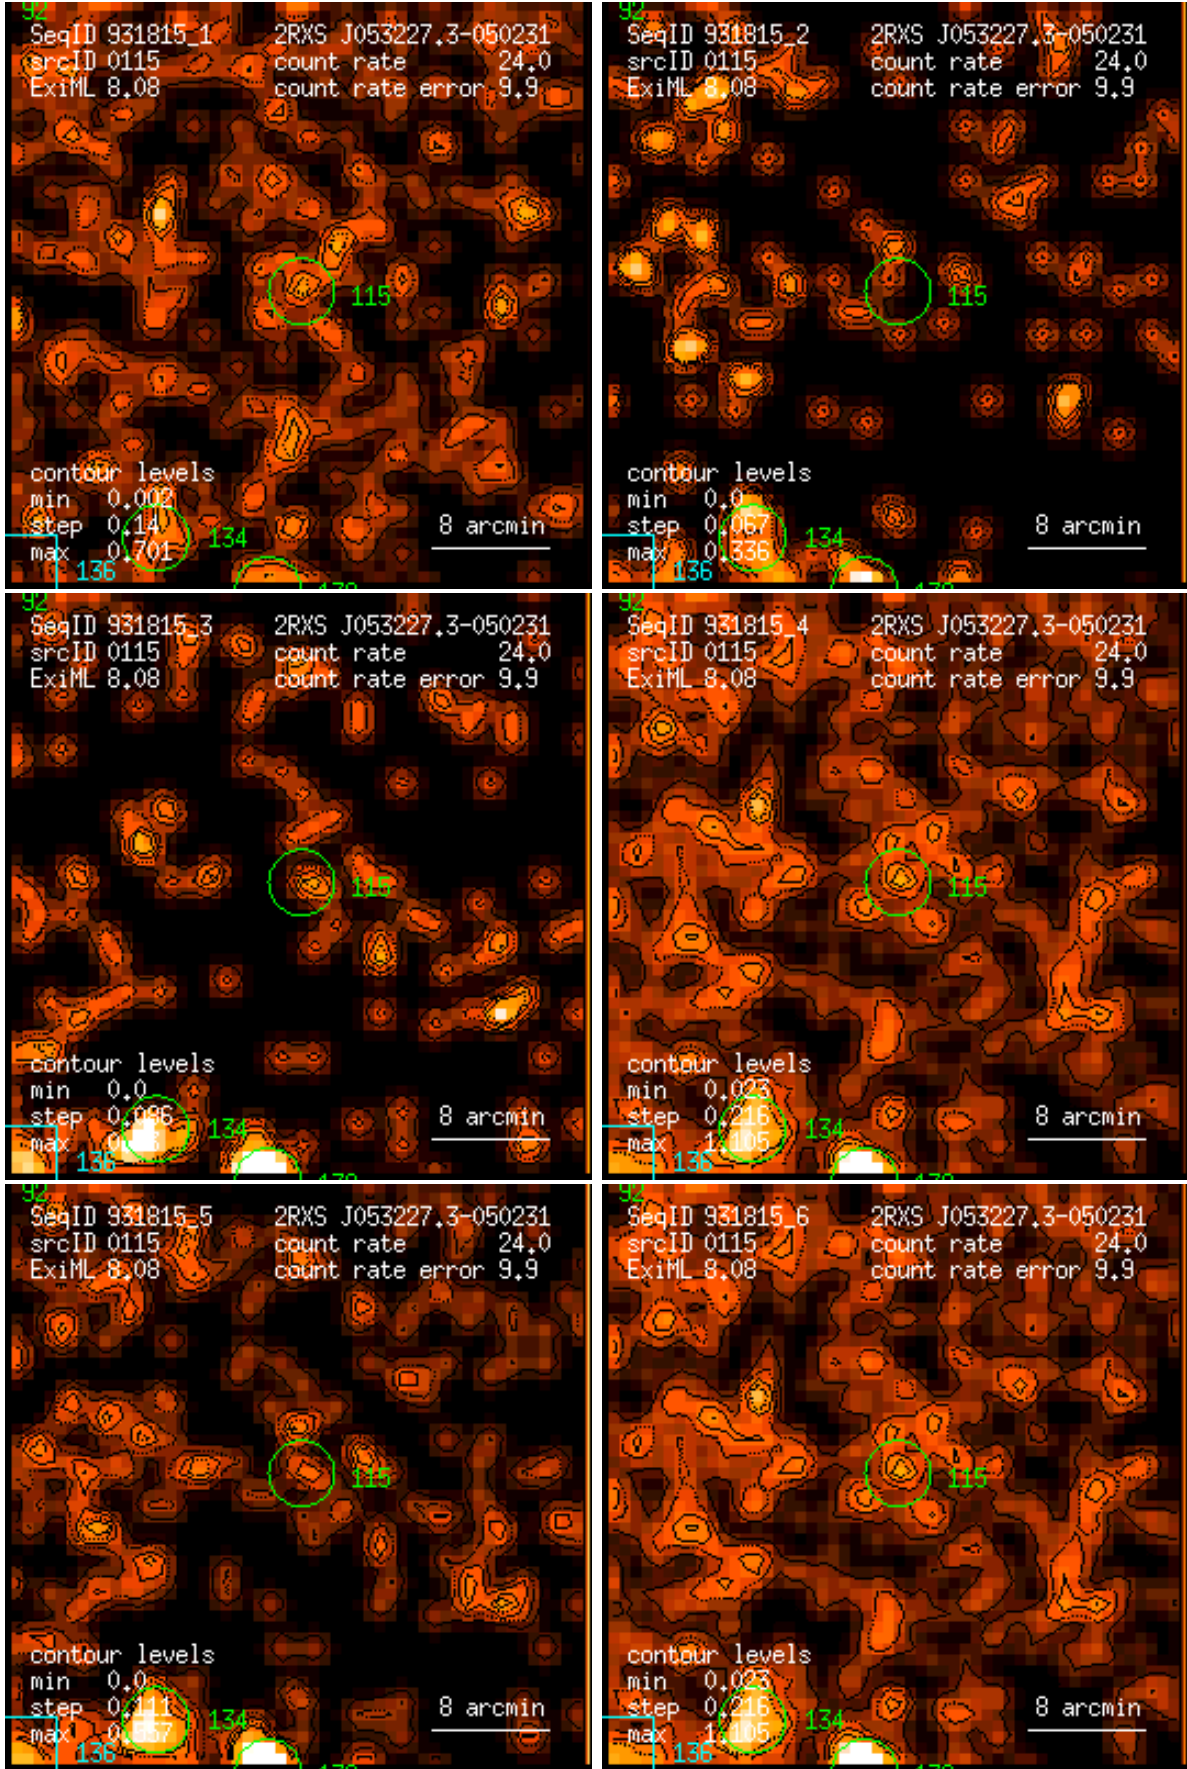 92
SeqID 931815_1 2RXS J053227.3-050231
srcID 0115 count rate 24.0
ExiML 8.08 count rate error 9.9
115
contour levels
min 0.002
step 0.14
max 0.701
134
8 arcmin
136
92
SeqID 931815_2 2RXS J053227.3-050231
srcID 0115 count rate 24.0
ExiML 8.08 count rate error 9.9
115
contour levels
min 0.0
step 0.067
max 0.336
134
8 arcmin
136
92
SeqID 931815_3 2RXS J053227.3-050231
srcID 0115 count rate 24.0
ExiML 8.08 count rate error 9.9
115
contour levels
min 0.0
step 0.086
max
134
8 arcmin
136
92
SeqID 931815_4 2RXS J053227.3-050231
srcID 0115 count rate 24.0
ExiML 8.08 count rate error 9.9
115
contour levels
min 0.023
step 0.216
max 1.105
134
8 arcmin
136
92
SeqID 931815_5 2RXS J053227.3-050231
srcID 0115 count rate 24.0
ExiML 8.08 count rate error 9.9
115
contour levels
min 0.0
step 0.111
max 0.557
134
8 arcmin
136
92
SeqID 931815_6 2RXS J053227.3-050231
srcID 0115 count rate 24.0
ExiML 8.08 count rate error 9.9
115
contour levels
min 0.023
step 0.216
max 1.105
134
8 arcmin
136